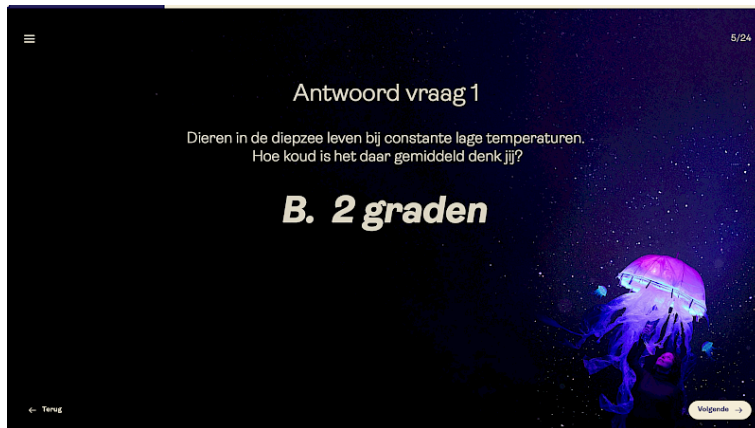 5/24
Antwoord vraag 1
Dieren in de diepzee leven bij constante lage temperaturen.
Hoe koud is het daar gemiddeld denk jij?
B. 2 graden
← Terug
Volgende →